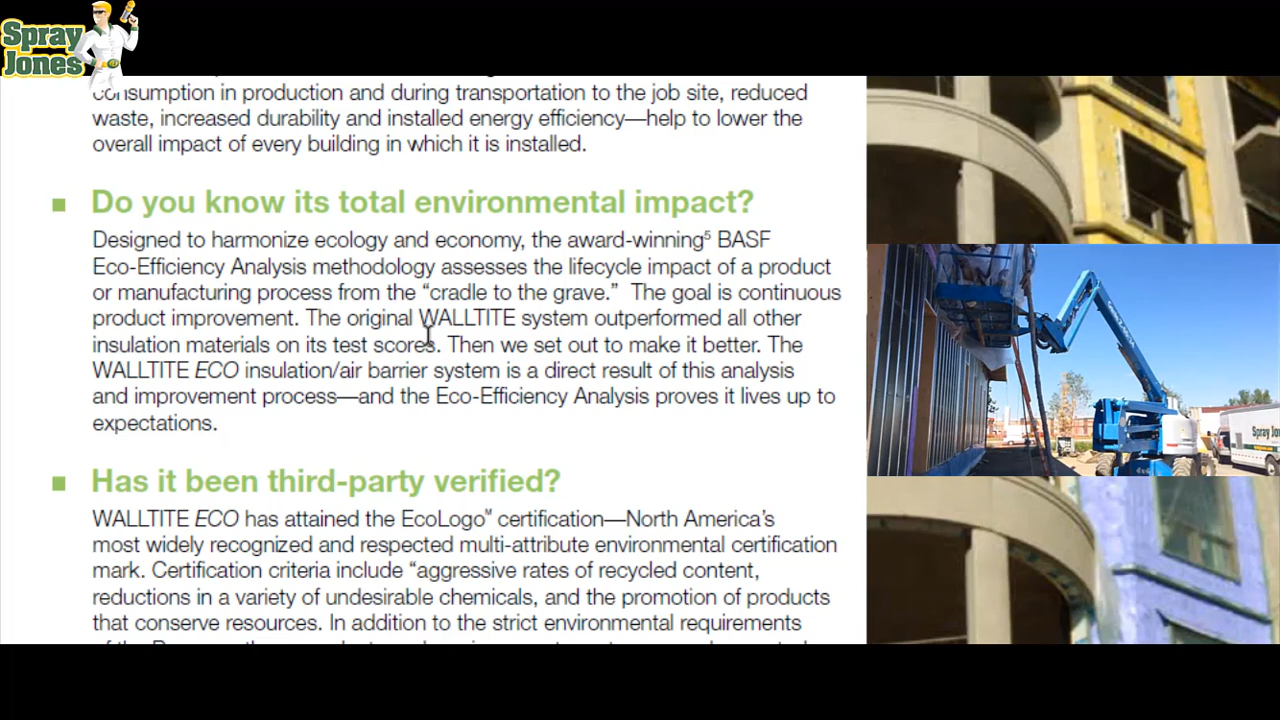 Spray
Jones
consumption in production and during transportation to the job site, reduced
waste, increased durability and installed energy efficiency—help to lower the
overall impact of every building in which it is installed.
■ Do you know its total environmental impact?
Designed to harmonize ecology and economy, the award-winning⁵ BASF
Eco-Efficiency Analysis methodology assesses the lifecycle impact of a product
or manufacturing process from the “cradle to the grave.” The goal is continuous
product improvement. The original WALLTITE system outperformed all other
insulation materials on its test scores. Then we set out to make it better. The
WALLTITE ECO insulation/air barrier system is a direct result of this analysis
and improvement process—and the Eco-Efficiency Analysis proves it lives up to
expectations.
■ Has it been third-party verified?
WALLTITE ECO has attained the EcoLogo certification—North America’s
most widely recognized and respected multi-attribute environmental certification
mark. Certification criteria include “aggressive rates of recycled content,
reductions in a variety of undesirable chemicals, and the promotion of products
that conserve resources. In addition to the strict environmental requirements
Spray Jo